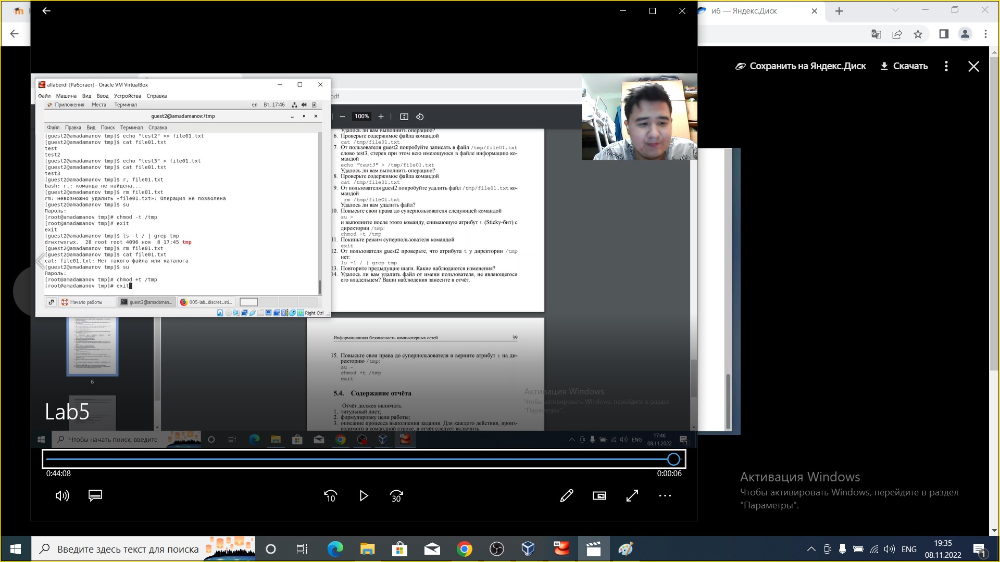 иб — Яндекс.Диск
Сохранить на Яндекс.Диск
Скачать
allaberdi [Работает] - Oracle VM VirtualBox
Файл Машина Вид Ввод Устройства Справка
Приложения Места Терминал en Вт, 17:46
guest2@amadamanov:/tmp
Файл Правка Вид Поиск Терминал Справка
[guest2@amadamanov tmp]$ echo "test2" >> file01.txt
[guest2@amadamanov tmp]$ cat file01.txt
test
test2
[guest2@amadamanov tmp]$ echo "test3" > file01.txt
[guest2@amadamanov tmp]$ cat file01.txt
test3
[guest2@amadamanov tmp]$ r, file01.txt
bash: r,: команда не найдена...
[guest2@amadamanov tmp]$ rm file01.txt
rm: невозможно удалить «file01.txt»: Операция не позволена
[guest2@amadamanov tmp]$ su
Пароль:
[root@amadamanov tmp]# chmod -t /tmp
[root@amadamanov tmp]# exit
exit
[guest2@amadamanov tmp]$ ls -l / | grep tmp
drwxrwxrwx. 28 root root 4096 ноя 8 17:45 tmp
[guest2@amadamanov tmp]$ rm file01.txt
[guest2@amadamanov tmp]$ cat file01.txt
cat: file01.txt: Нет такого файла или каталога
[guest2@amadamanov tmp]$ su
Пароль:
[root@amadamanov tmp]# chmod +t /tmp
[root@amadamanov tmp]# exit
Начало работы guest2@amadaman... 005-lab_discret_sti...
Right Ctrl
pdf
100%
Удалось ли вам выполнить операцию?
6. Проверьте содержимое файла командой
cat /tmp/file01.txt
7. От пользователя guest2 попробуйте записать в файл /tmp/file01.txt
слово test3, стерев при этом всю имеющуюся в файле информацию ко-
мандой
echo "test3" > /tmp/file01.txt
Удалось ли вам выполнить операцию?
8. Проверьте содержимое файла командой
cat /tmp/file01.txt
9. От пользователя guest2 попробуйте удалить файл /tmp/file01.txt ко-
мандой
rm /tmp/file01.txt
Удалось ли вам удалить файл?
10. Повысьте свои права до суперпользователя следующей командой
su -
и выполните после этого команду, снимающую атрибут t (Sticky-бит) с
директории /tmp:
chmod -t /tmp
11. Покиньте режим суперпользователя командой
exit
12. От пользователя guest2 проверьте, что атрибута t у директории /tmp
нет:
ls -l / | grep tmp
13. Повторите предыдущие шаги. Какие наблюдаются изменения?
14. Удалось ли вам удалить файл от имени пользователя, не являющегося
его владельцем? Ваши наблюдения занесите в отчёт.
Информационная безопасность компьютерных сетей 39
15. Повысьте свои права до суперпользователя и верните атрибут t на ди-
ректорию /tmp:
su -
chmod +t /tmp
exit
5.4. Содержание отчёта
Отчёт должен включать:
1. титульный лист;
2. формулировку цели работы;
3. описание процесса выполнения задания. Для каждого действия, произ-
водимого в командной строке, в отчёт следует включить:
6
Lab5
Активация Windows
Чтобы активировать Windows, перейдите в раздел
"Параметры".
Чтобы начать поиск, введите
ENG
17:46
08.11.2022
1
0:44:08
0:00:06
10
30
Активация Windows
Чтобы активировать Windows, перейдите в раздел
"Параметры".
Введите здесь текст для поиска
64
ENG
19:35
08.11.2022
1